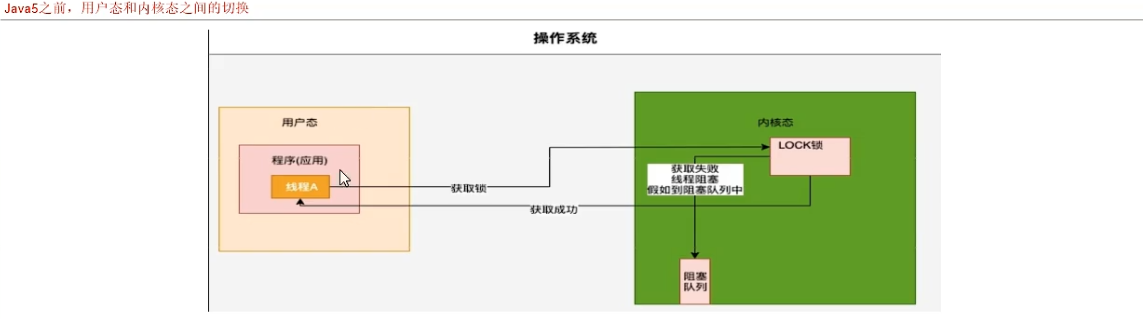 Java5之前，用户态和内核态之间的切换
操作系统
用户态
程序(应用)
线程A
获取锁
获取成功
内核态
LOCK锁
获取失败
线程阻塞
假如到阻塞队列中
阻塞
队列